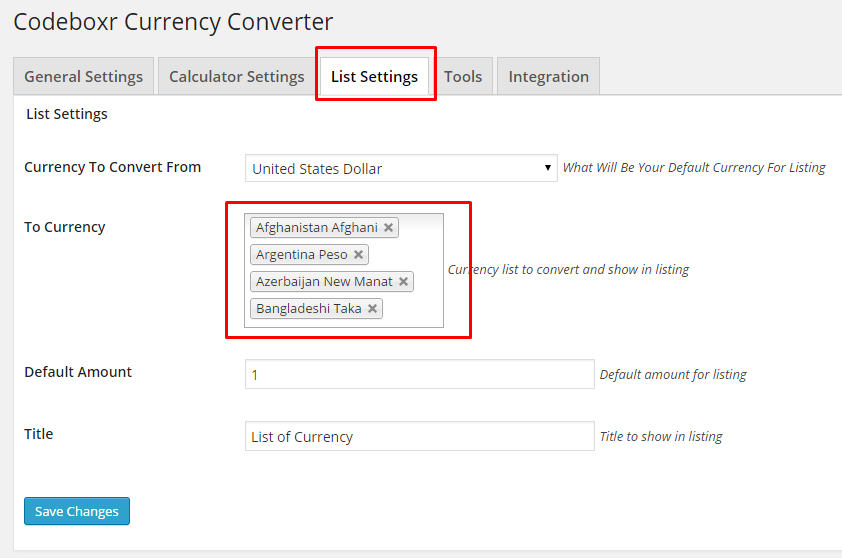 Codeboxr Currency Converter
General Settings
Calculator Settings
List Settings
Tools
Integration
List Settings
Currency To Convert From
United States Dollar
What Will Be Your Default Currency For Listing
To Currency
Afghanistan Afghani ×
Argentina Peso ×
Azerbaijan New Manat ×
Bangladeshi Taka ×
Currency list to convert and show in listing
Default Amount
1
Default amount for listing
Title
List of Currency
Title to show in listing
Save Changes